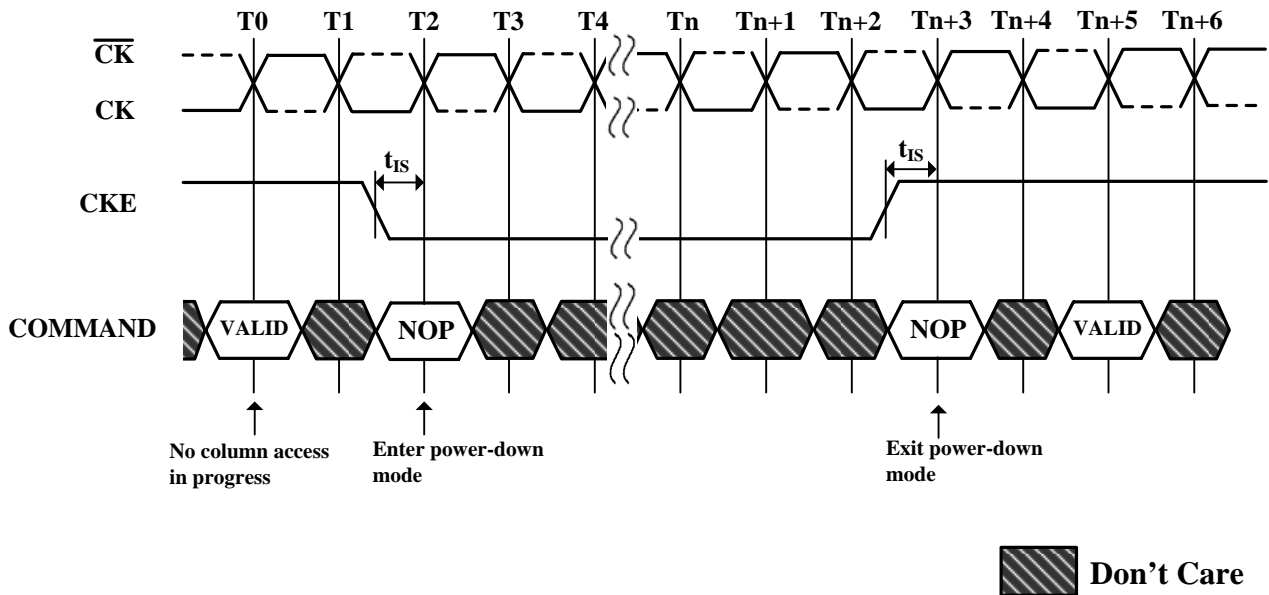 T0 T1 T2 T3 T4 Tn Tn+1 Tn+2 Tn+3 Tn+4 Tn+5 Tn+6
CK
CK
tIS tIS
CKE
COMMAND VALID NOP NOP VALID
No column access
in progress
Enter power-down
mode
Exit power-down
mode
Don't Care